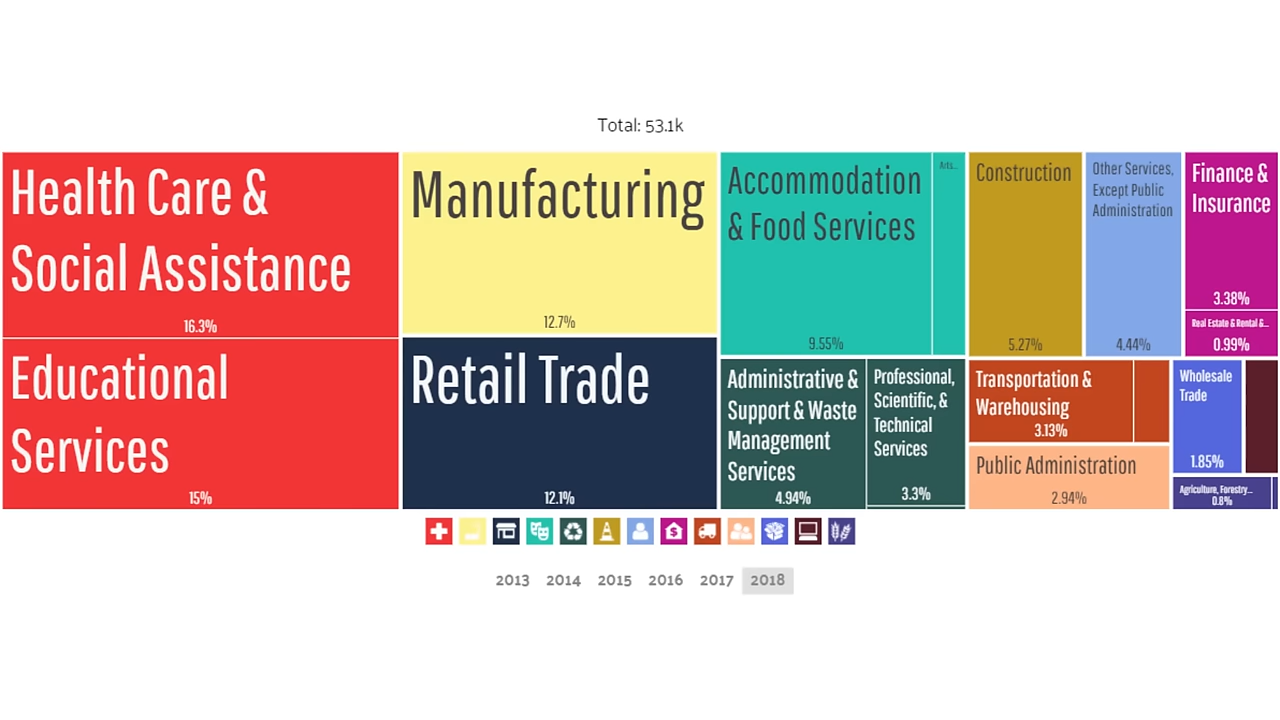 Total: 53.1k
Health Care &
Social Assistance
16.3%
Educational
Services
15%
Manufacturing
12.7%
Retail Trade
12.1%
Accommodation
& Food Services
9.55%
Arts...
Administrative &
Support & Waste
Management
Services
4.94%
Professional,
Scientific, &
Technical
Services
3.3%
Construction
5.27%
Other Services,
Except Public
Administration
4.44%
Finance &
Insurance
3.38%
Real Estate & Rental &...
0.99%
Transportation &
Warehousing
3.13%
Public Administration
2.94%
Wholesale
Trade
1.85%
Agriculture, Forestry...
0.8%
2013 2014 2015 2016 2017 2018